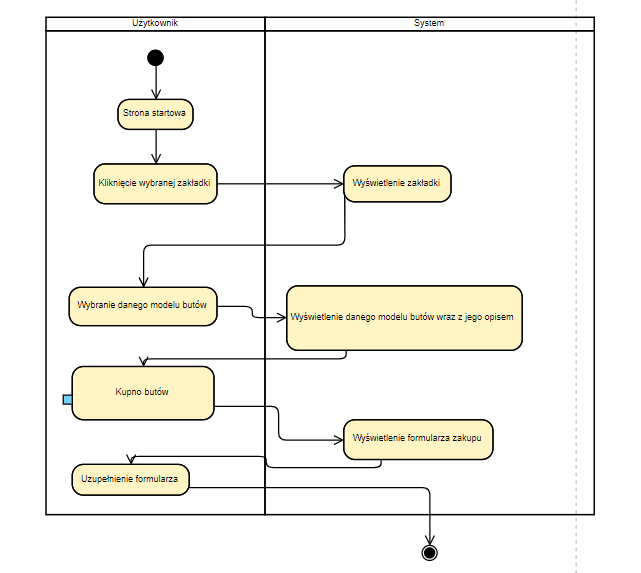 Użytkownik
System
Strona startowa
Kliknięcie wybranej zakładki
Wyświetlenie zakładki
Wybranie danego modelu butów
Wyświetlenie danego modelu butów wraz z jego opisem
Kupno butów
Wyświetlenie formularza zakupu
Uzupełnienie formularza